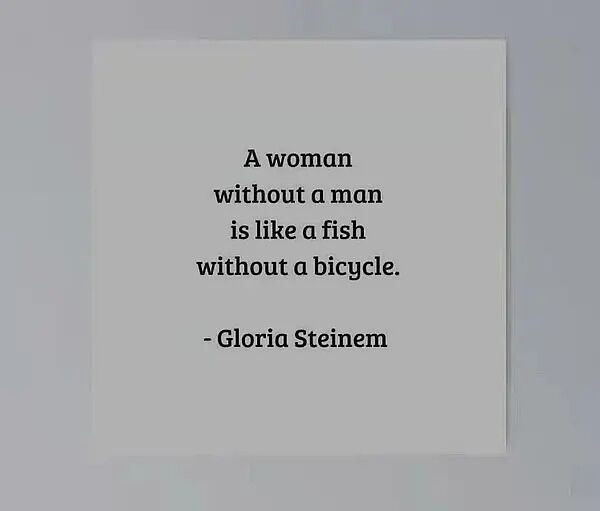 A woman
without a man
is like a fish
without a bicycle.
- Gloria Steinem